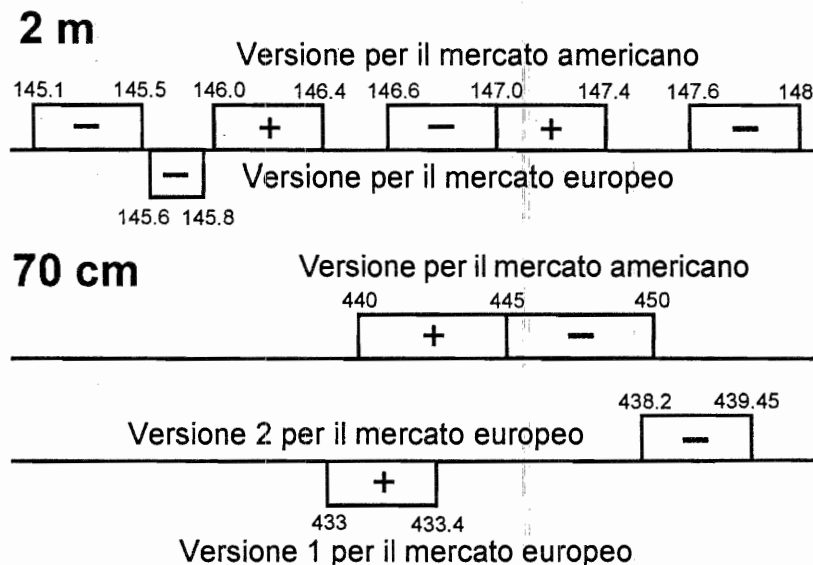 2 m
Versione per il mercato americano
145.1 145.5 146.0 146.4 146.6 147.0 147.4 147.6 148
− + − + −
−
Versione per il mercato europeo
145.6 145.8
70 cm
Versione per il mercato americano
440 445 450
+ −
438.2 439.45
Versione 2 per il mercato europeo
−
+
433 433.4
Versione 1 per il mercato europeo